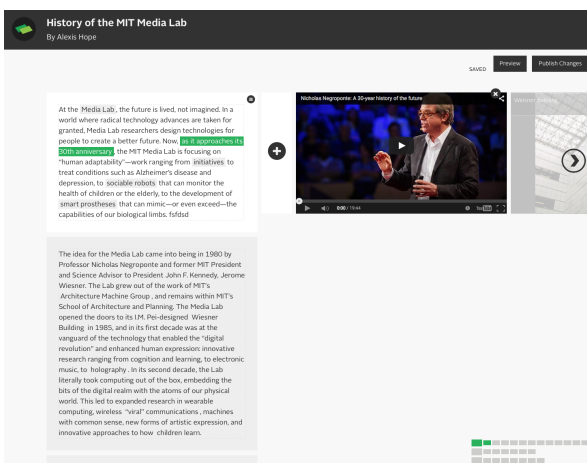 History of the MIT Media Lab
By Alexis Hope
SAVED
Preview
Publish Changes
At the Media Lab, the future is lived, not imagined. In a
world where radical technology advances are taken for
granted, Media Lab researchers design technologies for
people to create a better future. Now, as it approaches its
30th anniversary, the MIT Media Lab is focusing on
“human adaptability”—work ranging from initiatives to
treat conditions such as Alzheimer’s disease and
depression, to sociable robots that can monitor the
health of children or the elderly, to the development of
smart prostheses that can mimic—or even exceed—the
capabilities of our biological limbs. fsfdsd
Nicholas Negroponte: A 30-year history of the future
0:00 / 19:44
YouTube
Wiesner Building
The idea for the Media Lab came into being in 1980 by
Professor Nicholas Negroponte and former MIT President
and Science Advisor to President John F. Kennedy, Jerome
Wiesner. The Lab grew out of the work of MIT’s
Architecture Machine Group , and remains within MIT’s
School of Architecture and Planning. The Media Lab
opened the doors to its I.M. Pei-designed Wiesner
Building in 1985, and in its first decade was at the
vanguard of the technology that enabled the “digital
revolution” and enhanced human expression: innovative
research ranging from cognition and learning, to electronic
music, to holography . In its second decade, the Lab
literally took computing out of the box, embedding the
bits of the digital realm with the atoms of our physical
world. This led to expanded research in wearable
computing, wireless “viral” communications , machines
with common sense, new forms of artistic expression, and
innovative approaches to how children learn.